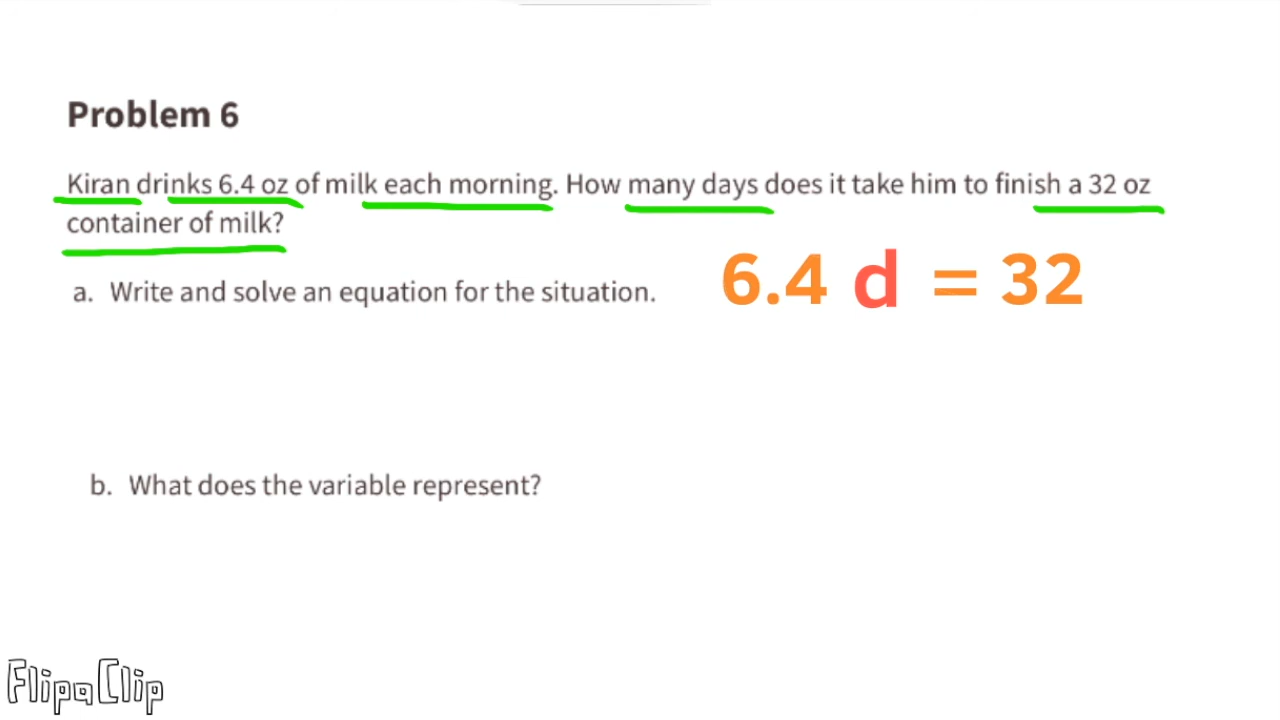 Problem 6
Kiran drinks 6.4 oz of milk each morning. How many days does it take him to finish a 32 oz
container of milk?
a. Write and solve an equation for the situation.
6.4 d = 32
b. What does the variable represent?
FlipaClip